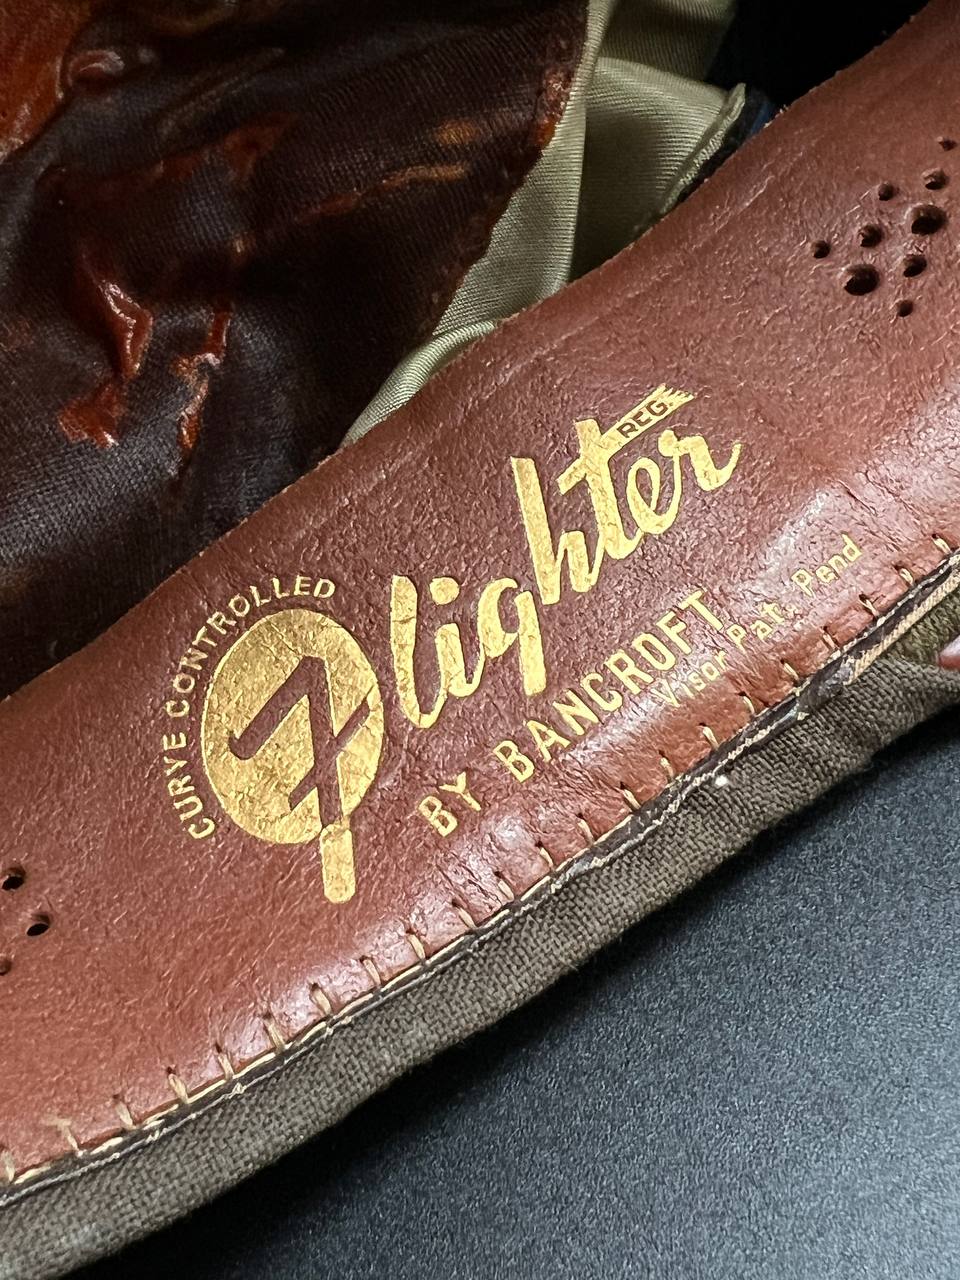 CURVE CONTROLLED
Flighter REG.
BY BANCROFT
Visor Pat. Pend